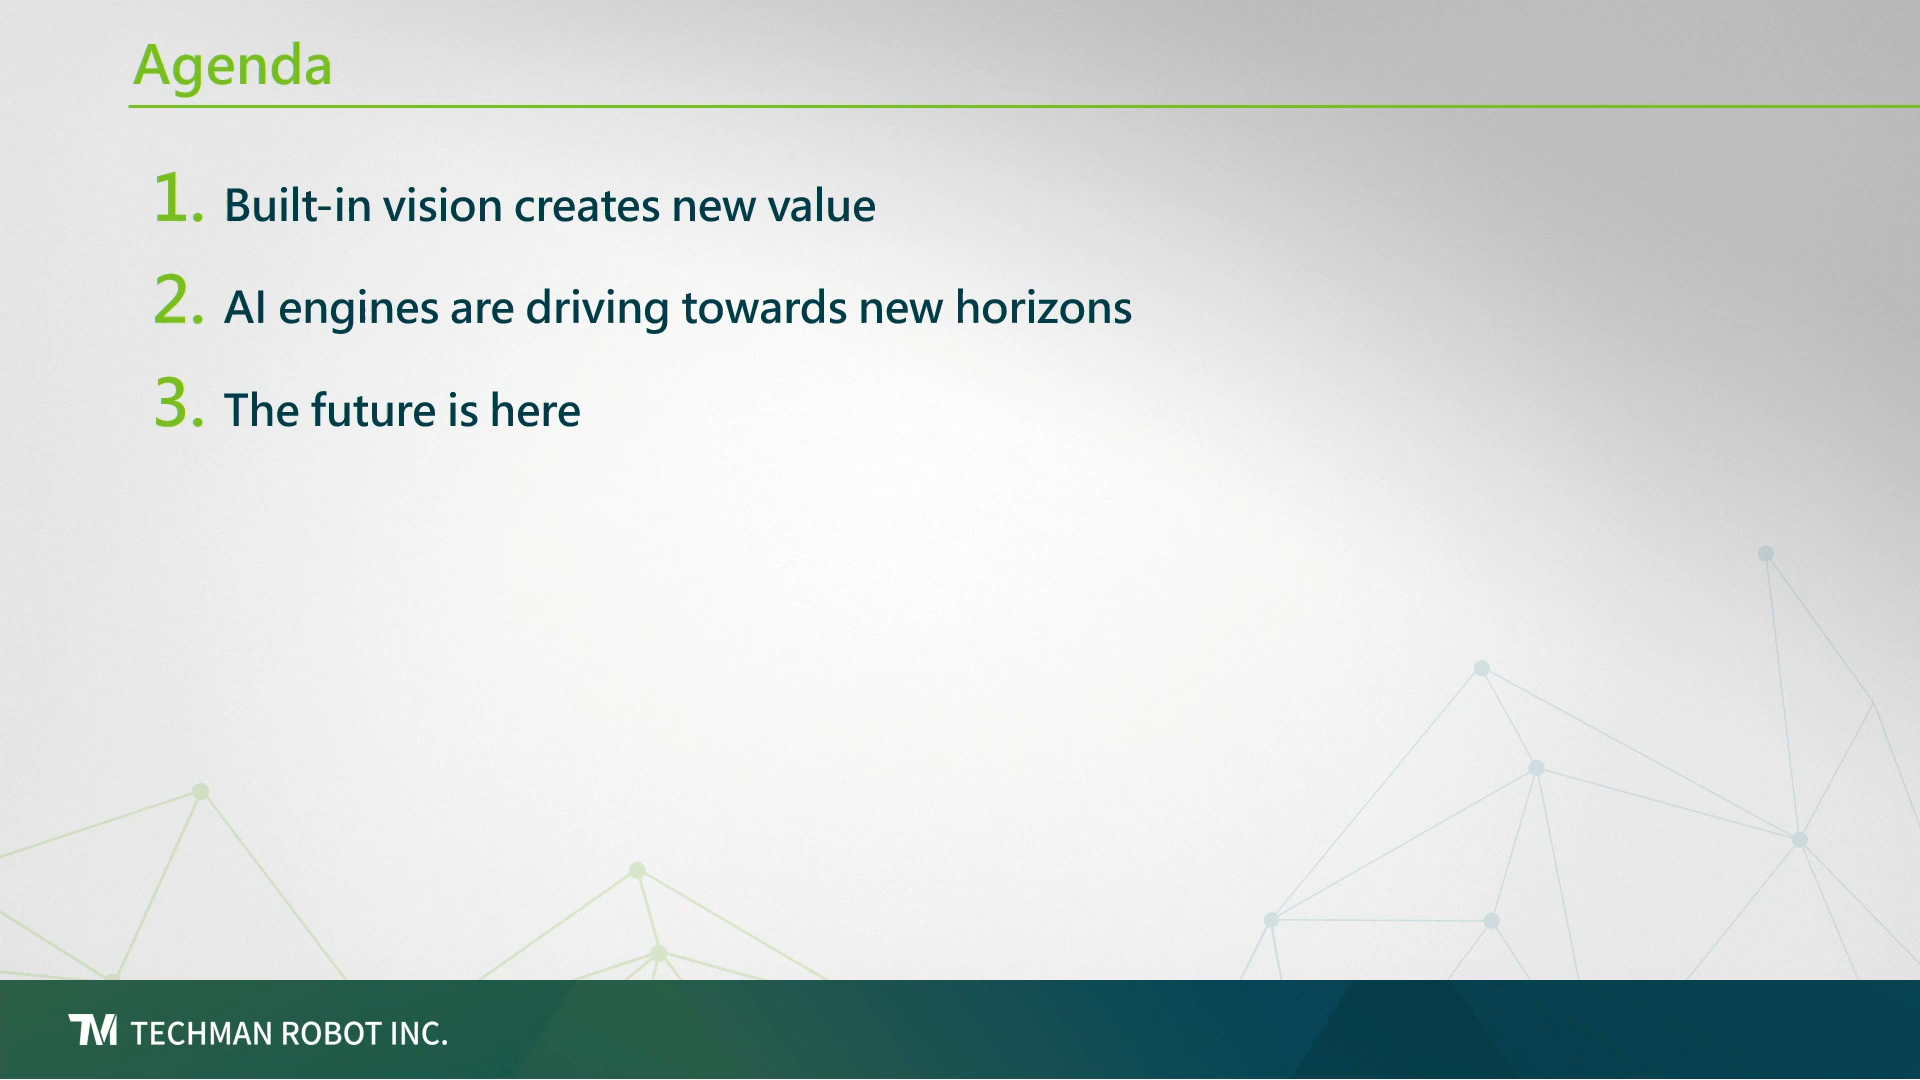 Agenda
1. Built-in vision creates new value
2. AI engines are driving towards new horizons
3. The future is here
TM TECHMAN ROBOT INC.